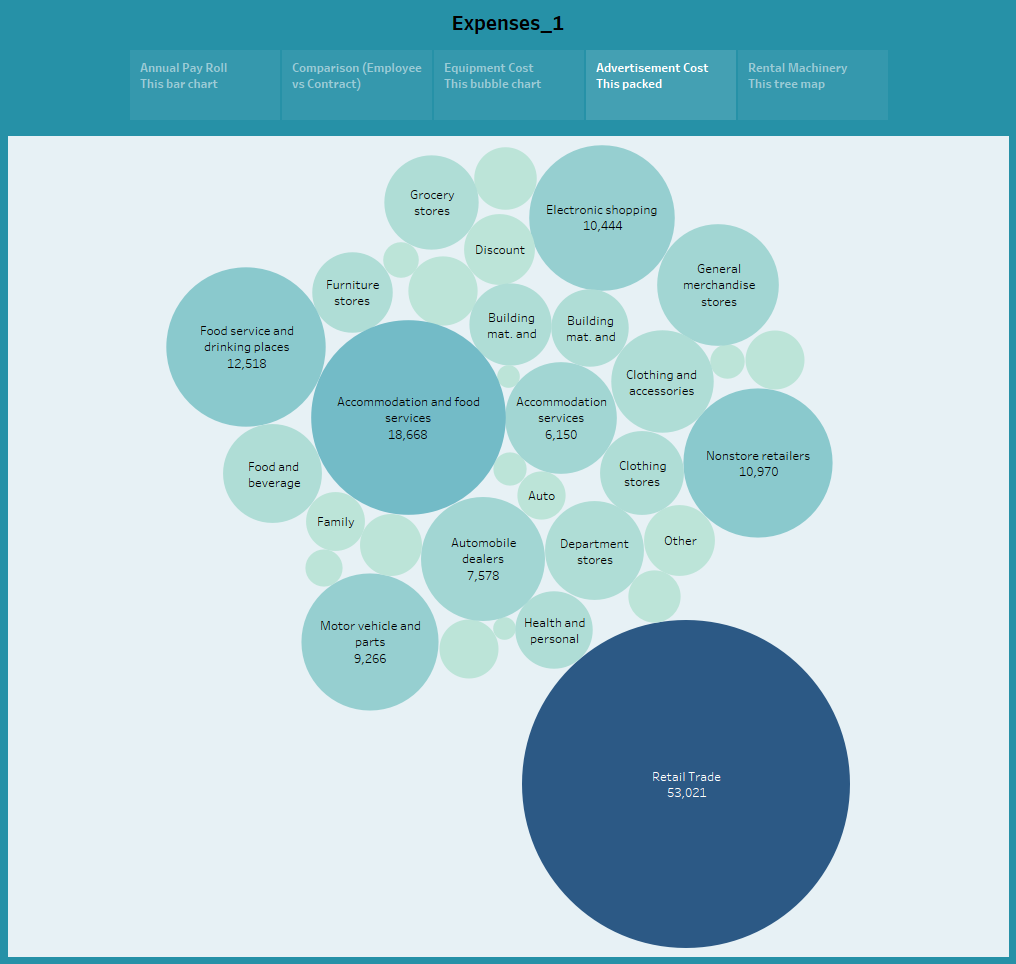 Expenses_1
Annual Pay Roll
This bar chart
Comparison (Employee
vs Contract)
Equipment Cost
This bubble chart
Advertisement Cost
This packed
Rental Machinery
This tree map
Grocery
stores
Electronic shopping
10,444
Discount
General
merchandise
stores
Furniture
stores
Building
mat. and
Building
mat. and
Food service and
drinking places
12,518
Clothing and
accessories
Accommodation and food
services
18,668
Accommodation
services
6,150
Nonstore retailers
10,970
Food and
beverage
Clothing
stores
Auto
Family
Automobile
dealers
7,578
Department
stores
Other
Motor vehicle and
parts
9,266
Health and
personal
Retail Trade
53,021